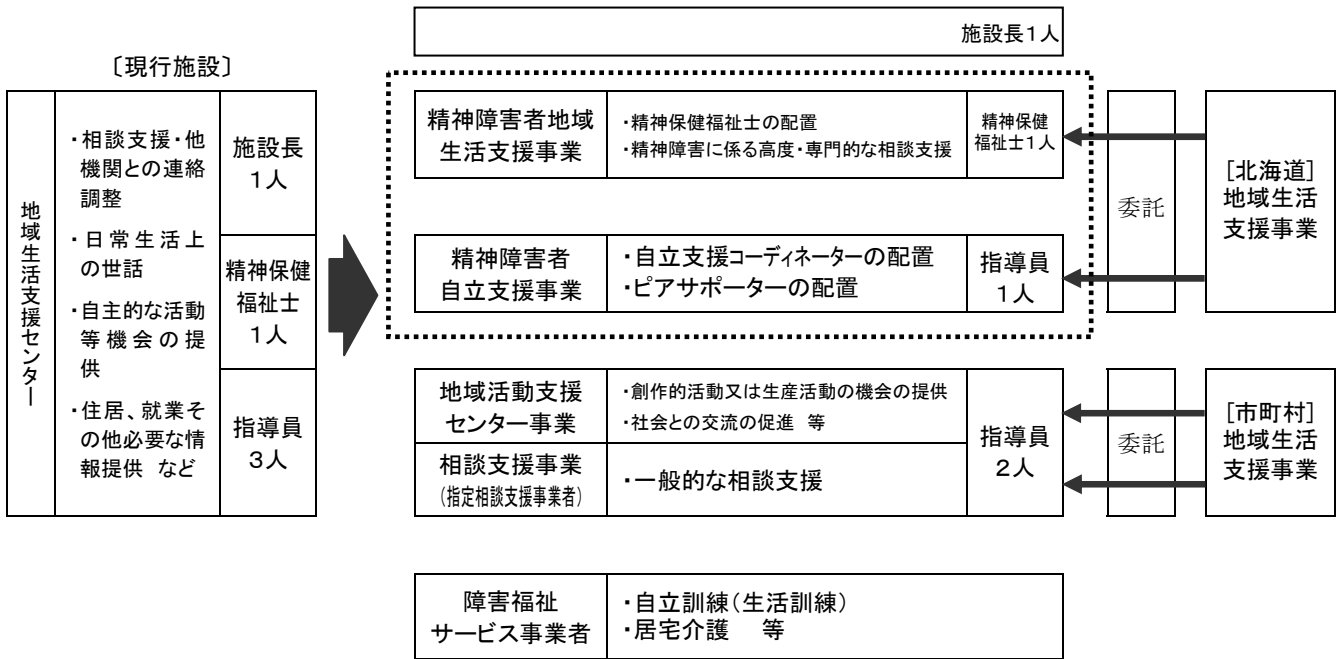 施設長1人
〔現行施設〕
地域生活支援センター
・相談支援・他
機関との連絡
調整
・日常生活上
の世話
・自主的な活動
等機会の提
供
・住居、就業そ
の他必要な情
報提供 など
施設長
1人
精神保健
福祉士
1人
指導員
3人
精神障害者地域
生活支援事業
・精神保健福祉士の配置
・精神障害に係る高度・専門的な相談支援
精神保健
福祉士1人
精神障害者
自立支援事業
・自立支援コーディネーターの配置
・ピアサポーターの配置
指導員
1人
委託
[北海道]
地域生活
支援事業
地域活動支援
センター事業
・創作的活動又は生産活動の機会の提供
・社会との交流の促進 等
相談支援事業
(指定相談支援事業者)
・一般的な相談支援
指導員
2人
委託
[市町村]
地域生活
支援事業
障害福祉
サービス事業者
・自立訓練(生活訓練)
・居宅介護 等